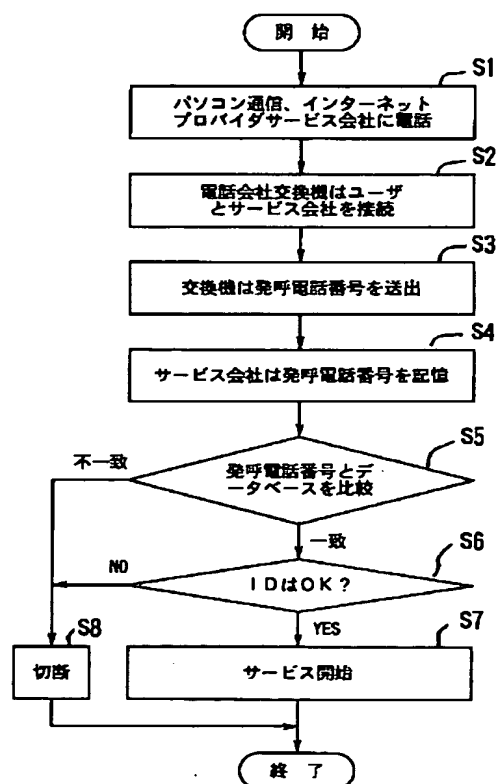 開 始
S1
パソコン通信、インターネット
プロバイダサービス会社に電話
S2
電話会社交換機はユーザ
とサービス会社を接続
S3
交換機は発呼電話番号を送出
S4
サービス会社は発呼電話番号を記憶
S5
不一致
発呼電話番号とデ
ータベースを比較
一致
S6
NO
IDはOK?
YES
S8
S7
切断
サービス開始
終 了